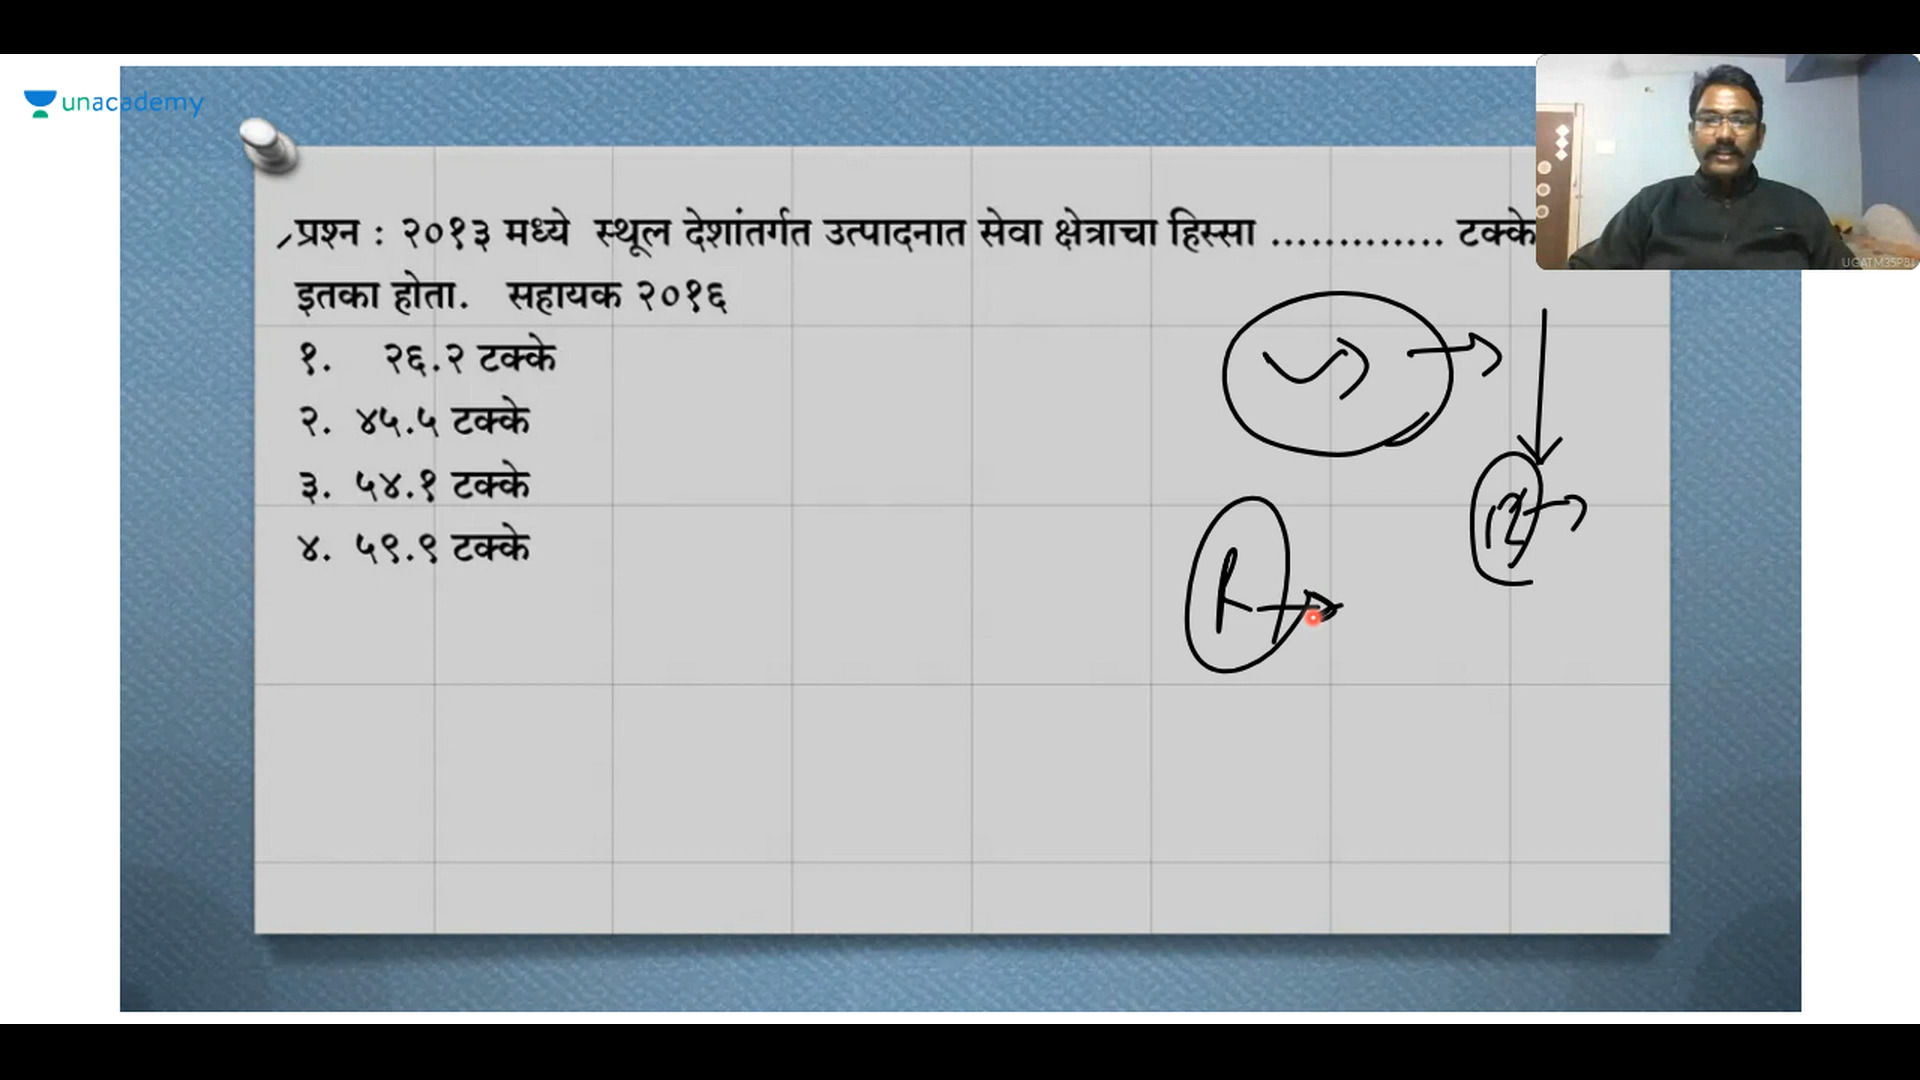 unacademy
प्रश्न : २०१३ मध्ये स्थूल देशांतर्गत उत्पादनात सेवा क्षेत्राचा हिस्सा ............. टक्के
इतका होता. सहायक २०१६
१. २६.२ टक्के
२. ४५.५ टक्के
३. ५४.१ टक्के
४. ५९.९ टक्के
UGATM35P8L